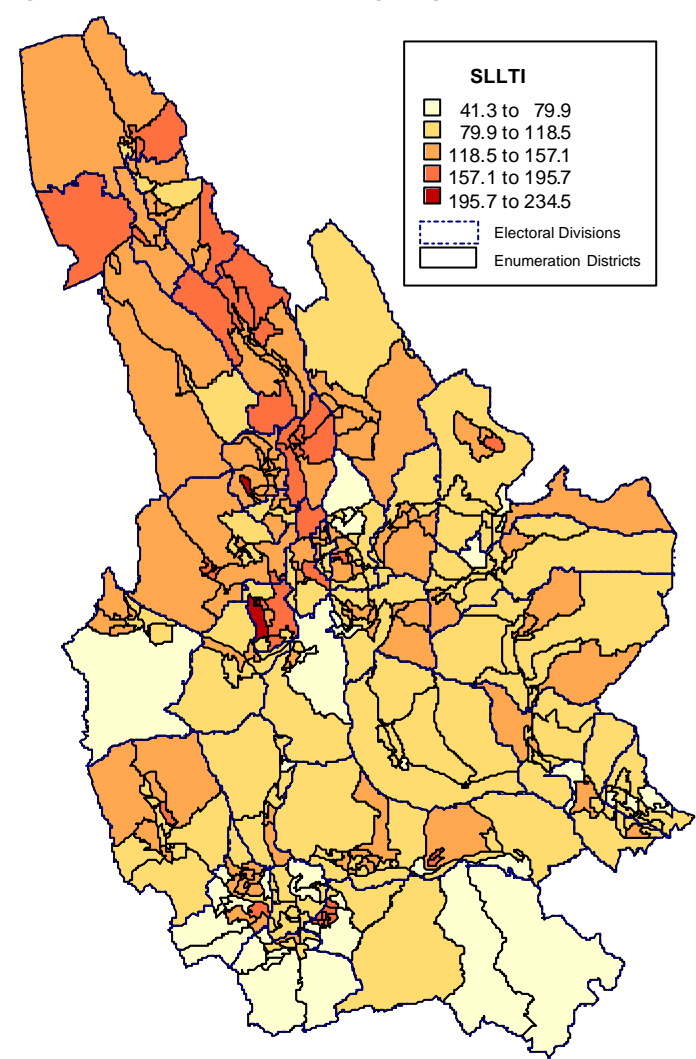 SLLTI
41.3 to 79.9
79.9 to 118.5
118.5 to 157.1
157.1 to 195.7
195.7 to 234.5
Electoral Divisions
Enumeration Districts